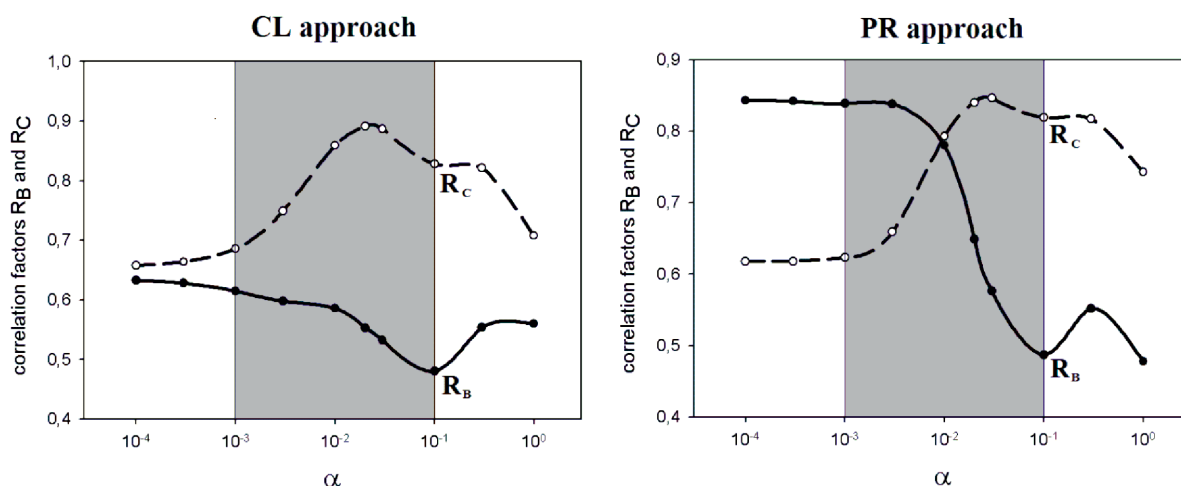 CL approach
correlation factors R_B and R_C
1,0
0,9
0,8
0,7
0,6
0,5
0,4
R_C
R_B
10^-4 10^-3 10^-2 10^-1 10^0
α
PR approach
correlation factors R_B and R_C
0,9
0,8
0,7
0,6
0,5
0,4
R_C
R_B
10^-4 10^-3 10^-2 10^-1 10^0
α